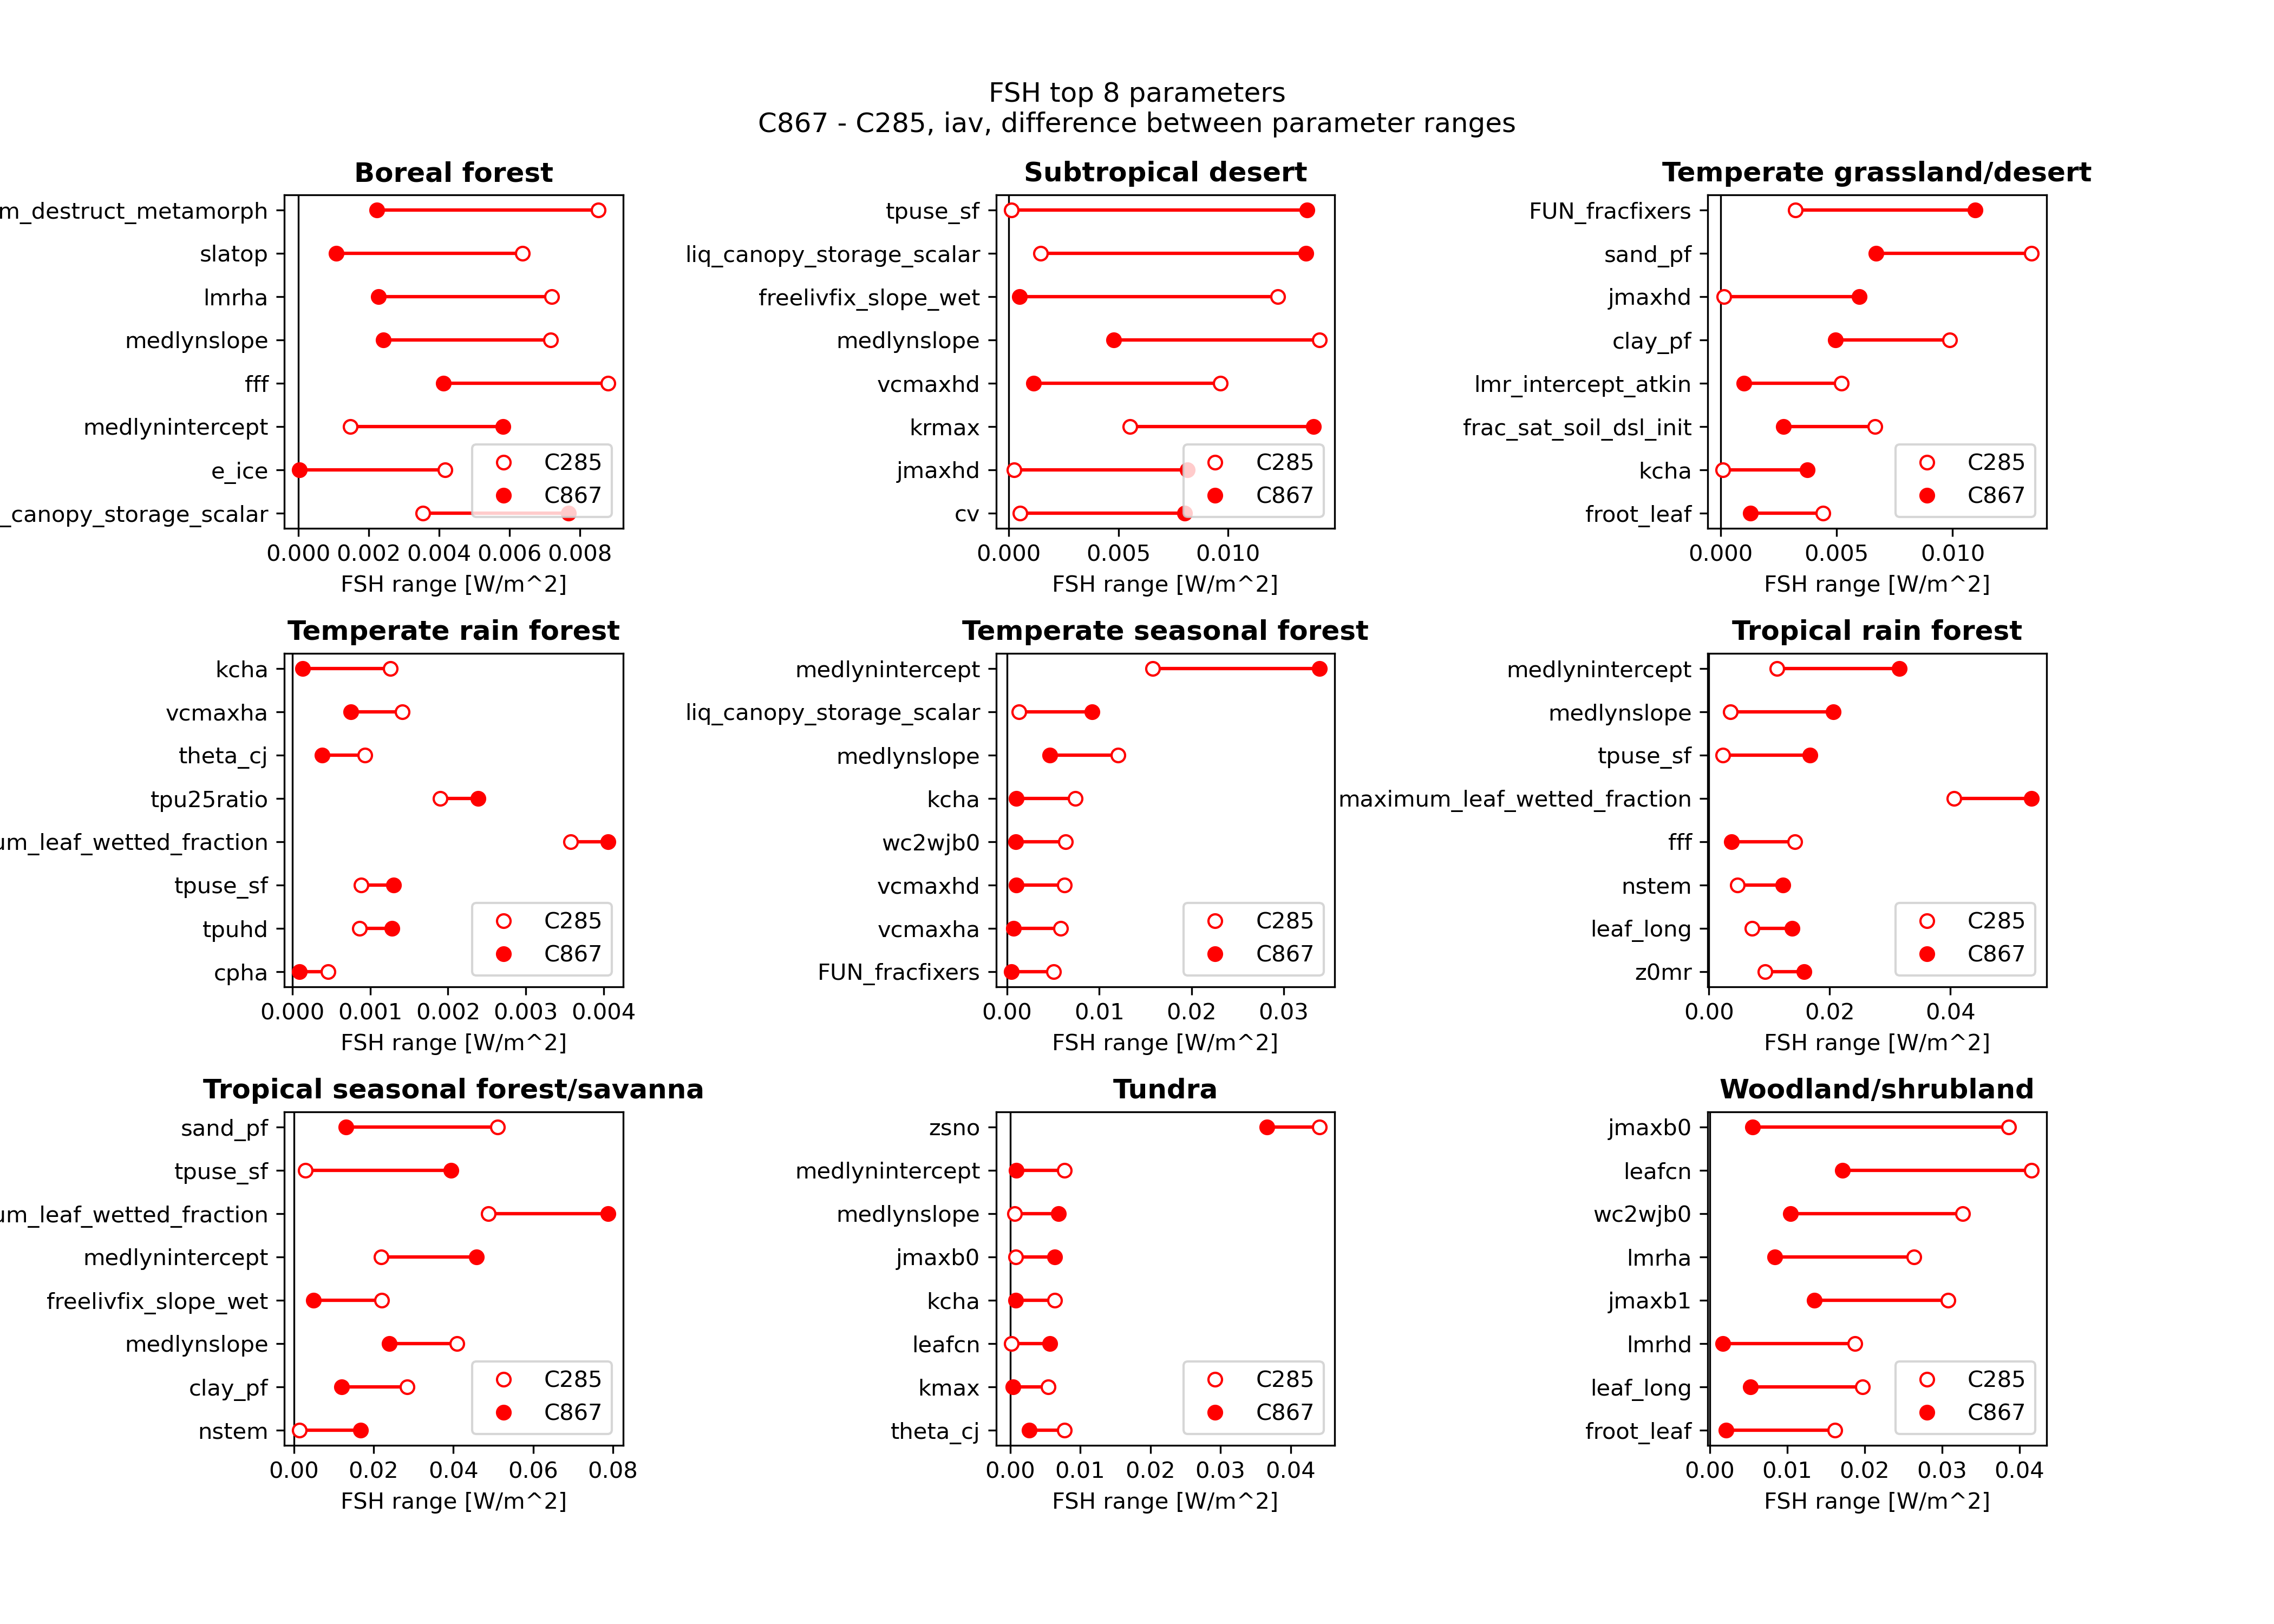 FSH top 8 parameters
C867 - C285, iav, difference between parameter ranges
Boreal forest
m_destruct_metamorph
slatop
lmrha
medlynslope
fff
medlynintercept
e_ice
_canopy_storage_scalar
C285
C867
0.000 0.002 0.004 0.006 0.008
FSH range [W/m^2]
Subtropical desert
tpuse_sf
liq_canopy_storage_scalar
freelivfix_slope_wet
medlynslope
vcmaxhd
krmax
jmaxhd
cv
C285
C867
0.000 0.005 0.010
FSH range [W/m^2]
Temperate grassland/desert
FUN_fracfixers
sand_pf
jmaxhd
clay_pf
lmr_intercept_atkin
frac_sat_soil_dsl_init
kcha
froot_leaf
C285
C867
0.000 0.005 0.010
FSH range [W/m^2]
Temperate rain forest
kcha
vcmaxha
theta_cj
tpu25ratio
um_leaf_wetted_fraction
tpuse_sf
tpuhd
cpha
C285
C867
0.000 0.001 0.002 0.003 0.004
FSH range [W/m^2]
Temperate seasonal forest
medlynintercept
liq_canopy_storage_scalar
medlynslope
kcha
wc2wjb0
vcmaxhd
vcmaxha
FUN_fracfixers
C285
C867
0.00 0.01 0.02 0.03
FSH range [W/m^2]
Tropical rain forest
medlynintercept
medlynslope
tpuse_sf
maximum_leaf_wetted_fraction
fff
nstem
leaf_long
z0mr
C285
C867
0.00 0.02 0.04
FSH range [W/m^2]
Tropical seasonal forest/savanna
sand_pf
tpuse_sf
um_leaf_wetted_fraction
medlynintercept
freelivfix_slope_wet
medlynslope
clay_pf
nstem
C285
C867
0.00 0.02 0.04 0.06 0.08
FSH range [W/m^2]
Tundra
zsno
medlynintercept
medlynslope
jmaxb0
kcha
leafcn
kmax
theta_cj
C285
C867
0.00 0.01 0.02 0.03 0.04
FSH range [W/m^2]
Woodland/shrubland
jmaxb0
leafcn
wc2wjb0
lmrha
jmaxb1
lmrhd
leaf_long
froot_leaf
C285
C867
0.00 0.01 0.02 0.03 0.04
FSH range [W/m^2]